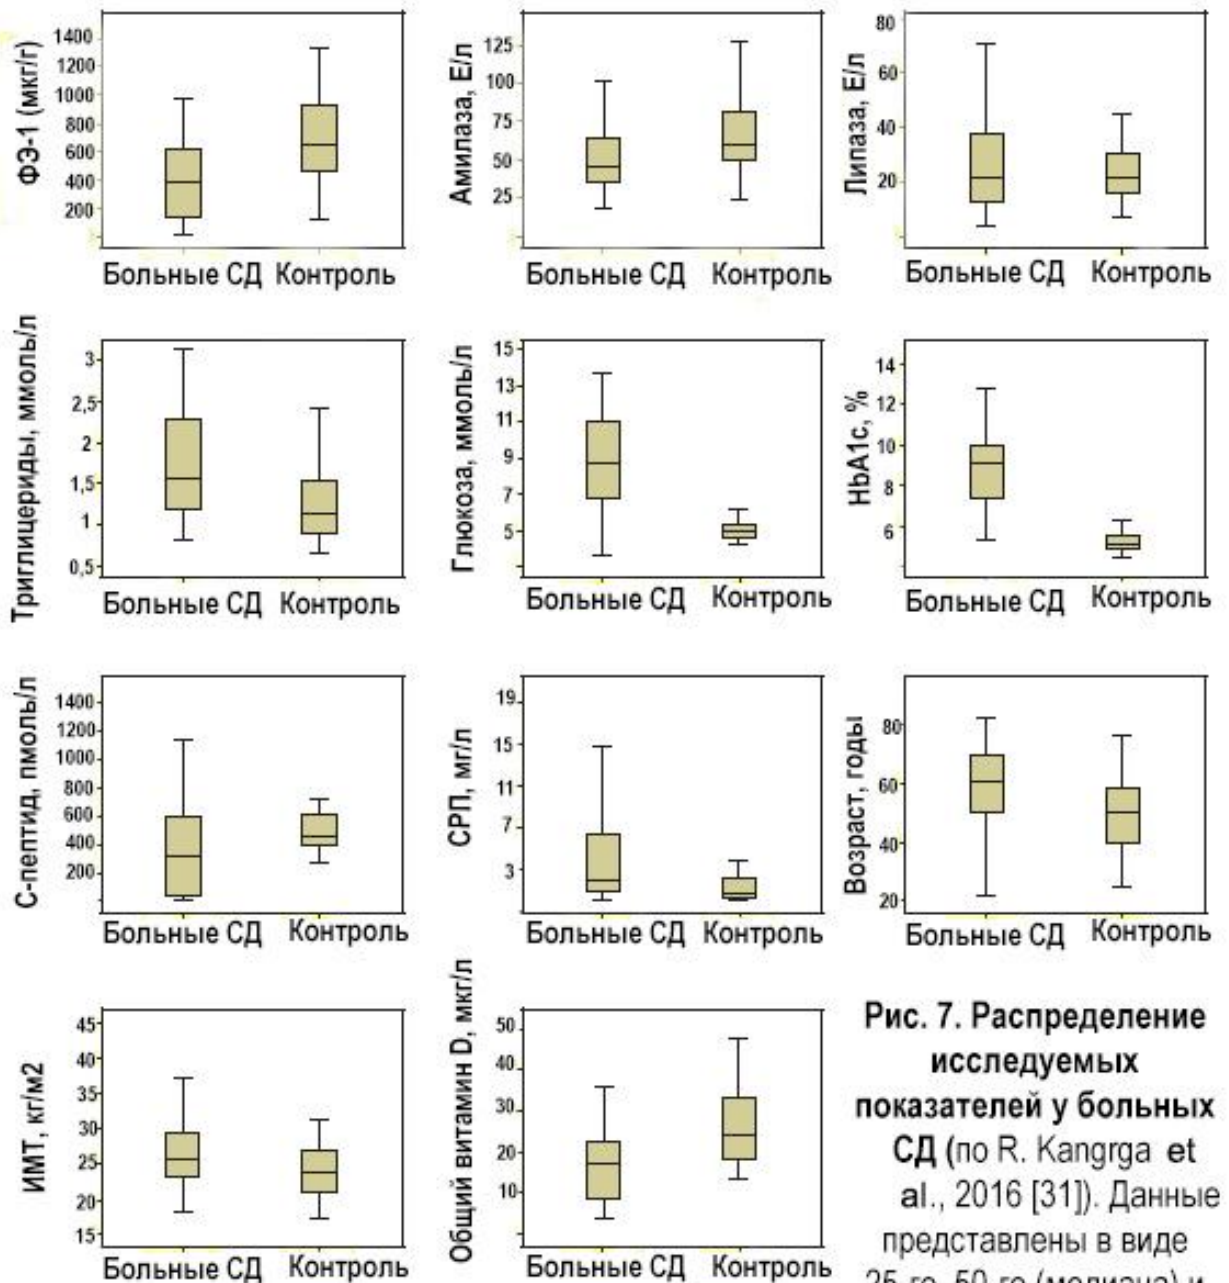 ФЭ-1 (мкг/г)
1400
1200
1000
800
600
400
200
Больные СД Контроль
Амилаза, Е/л
125
100
75
50
25
Больные СД Контроль
Липаза, Е/л
80
60
40
20
Больные СД Контроль
Триглицериды, ммоль/л
3
2,5
2
1,5
1
0,5
Больные СД Контроль
Глюкоза, ммоль/л
15
13
11
9
7
5
Больные СД Контроль
HbA1c, %
14
12
10
8
6
Больные СД Контроль
С-пептид, пмоль/л
1400
1200
1000
800
600
400
200
Больные СД Контроль
СРП, мг/л
19
15
11
7
3
Больные СД Контроль
Возраст, годы
80
60
40
20
Больные СД Контроль
ИМТ, кг/м2
45
40
35
30
25
20
15
Больные СД Контроль
Общий витамин D, мкг/л
50
40
30
20
10
Больные СД Контроль
Рис. 7. Распределение
исследуемых
показателей у больных
СД (по R. Kangrga et
al., 2016 [31]). Данные
представлены в виде
25-го, 50-го (медиана) и